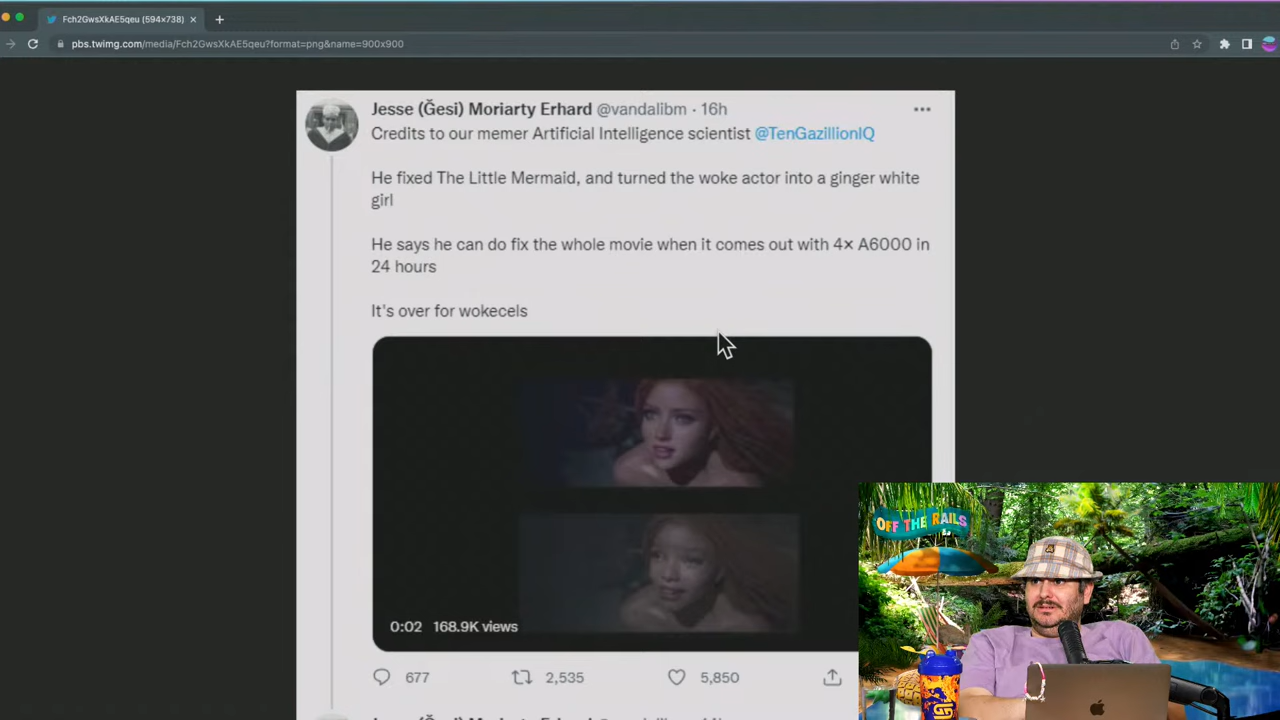 Fch2GwsXkAE5qeu (594×738)
pbs.twimg.com/media/Fch2GwsXkAE5qeu?format=png&name=900x900
Jesse (Ğesi) Moriarty Erhard @vandalibm · 16h
Credits to our memer Artificial Intelligence scientist @TenGazillionIQ
He fixed The Little Mermaid, and turned the woke actor into a ginger white
girl
He says he can do fix the whole movie when it comes out with 4× A6000 in
24 hours
It's over for wokecels
0:02 168.9K views
677 2,535 5,850
OFF THE RAILS
Jesse (Ğesi) Moriarty Erhard